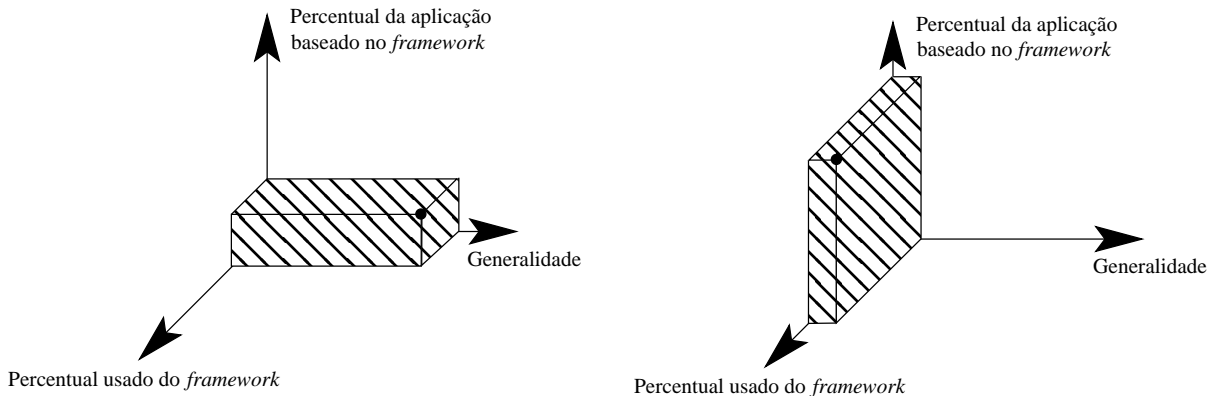 Percentual da aplicação
baseado no framework
Generalidade
Percentual usado do framework
Percentual da aplicação
baseado no framework
Generalidade
Percentual usado do framework